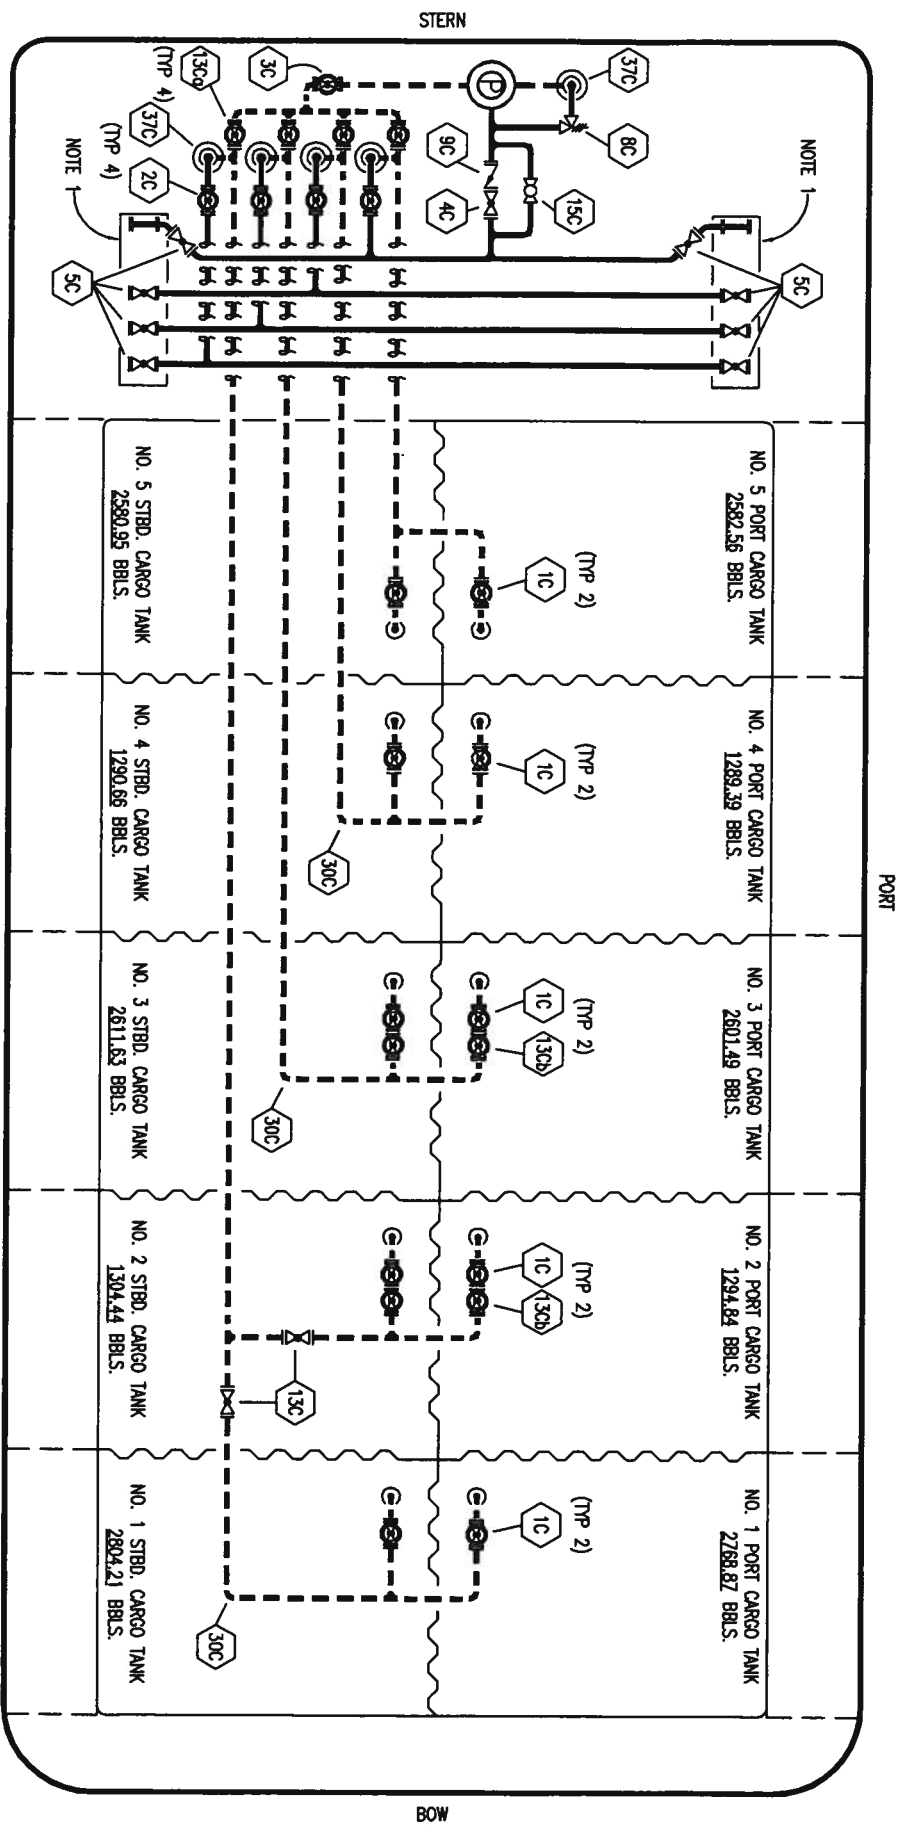 STERN
PORT
BOW
37C
8C
9C
4C
15C
3C
13Ca
(TYP 4)
37C
(TYP 4)
2C
NOTE 1
NOTE 1
5C
5C
NO. 5 PORT CARGO TANK
2582.56 BBLS.
(TYP 2)
1C
NO. 5 STBD. CARGO TANK
2580.95 BBLS.
NO. 4 PORT CARGO TANK
1289.39 BBLS.
(TYP 2)
1C
30C
NO. 4 STBD. CARGO TANK
1290.66 BBLS.
NO. 3 PORT CARGO TANK
2601.49 BBLS.
(TYP 2)
1C
13Cb
30C
NO. 3 STBD. CARGO TANK
2611.63 BBLS.
NO. 2 PORT CARGO TANK
1294.84 BBLS.
(TYP 2)
1C
13Cb
13C
NO. 2 STBD. CARGO TANK
1304.44 BBLS.
NO. 1 PORT CARGO TANK
2768.87 BBLS.
(TYP 2)
1C
30C
NO. 1 STBD. CARGO TANK
2804.21 BBLS.
P